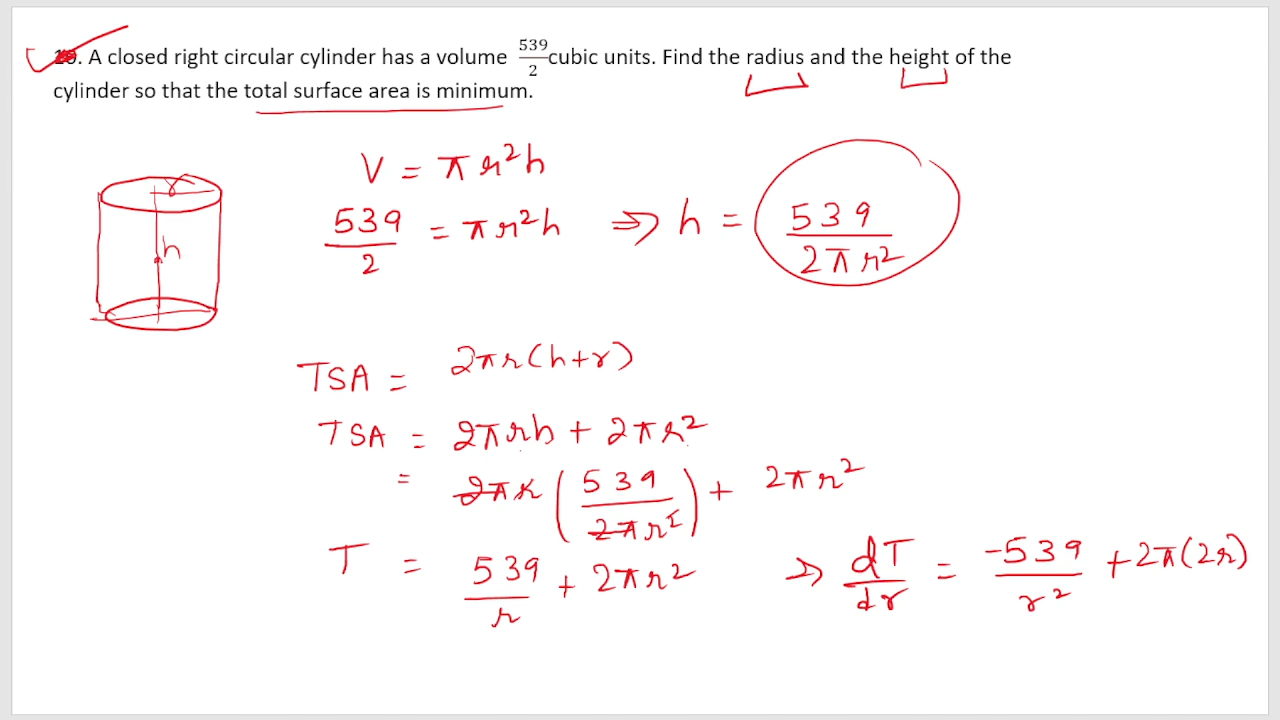 . A closed right circular cylinder has a volume 539/2 cubic units. Find the radius and the height of the
cylinder so that the total surface area is minimum.
V = πr²h
539/2 = πr²h ⇒ h = 539/2πr²
r
h
TSA = 2πr(h+r)
TSA = 2πrh + 2πr²
= 2πr (539/2πr²) + 2πr²
T = 539/r + 2πr² ⇒ dT/dr = -539/r² + 2π(2r)